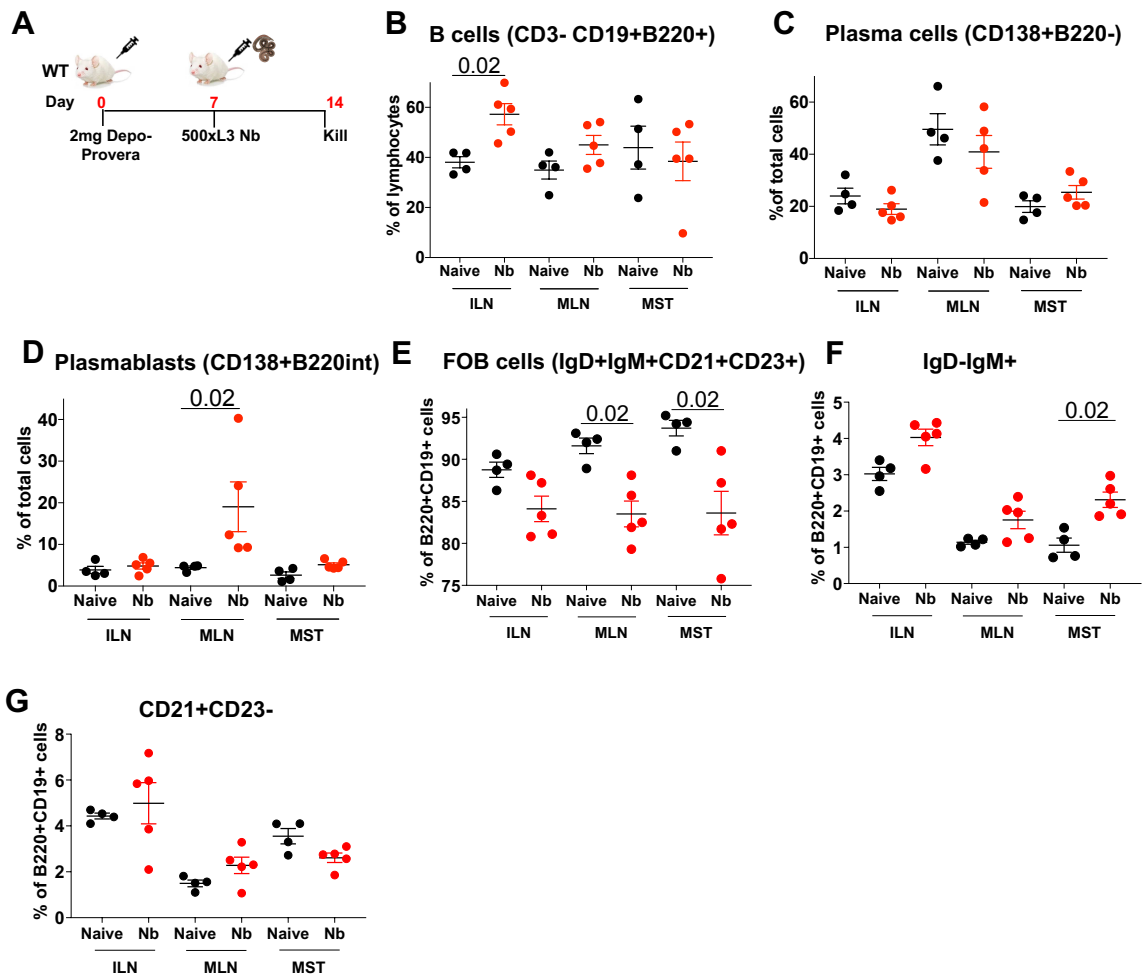 A
WT
Day 0 7 14
2mg Depo-
Provera
500xL3 Nb
Kill
B
B cells (CD3- CD19+B220+)
0.02
% of lymphocytes
60
40
20
0
Naive Nb Naive Nb Naive Nb
ILN MLN MST
C
Plasma cells (CD138+B220-)
%of total cells
60
40
20
0
Naive Nb Naive Nb Naive Nb
ILN MLN MST
D
Plasmablasts (CD138+B220int)
0.02
% of total cells
40
30
20
10
0
Naive Nb Naive Nb Naive Nb
ILN MLN MST
E
FOB cells (IgD+IgM+CD21+CD23+)
0.02 0.02
% of B220+CD19+ cells
95
90
85
80
75
Naive Nb Naive Nb Naive Nb
ILN MLN MST
F
IgD-IgM+
0.02
% of B220+CD19+ cells
5
4
3
2
1
0
Naive Nb Naive Nb Naive Nb
ILN MLN MST
G
CD21+CD23-
% of B220+CD19+ cells
8
6
4
2
0
Naive Nb Naive Nb Naive Nb
ILN MLN MST